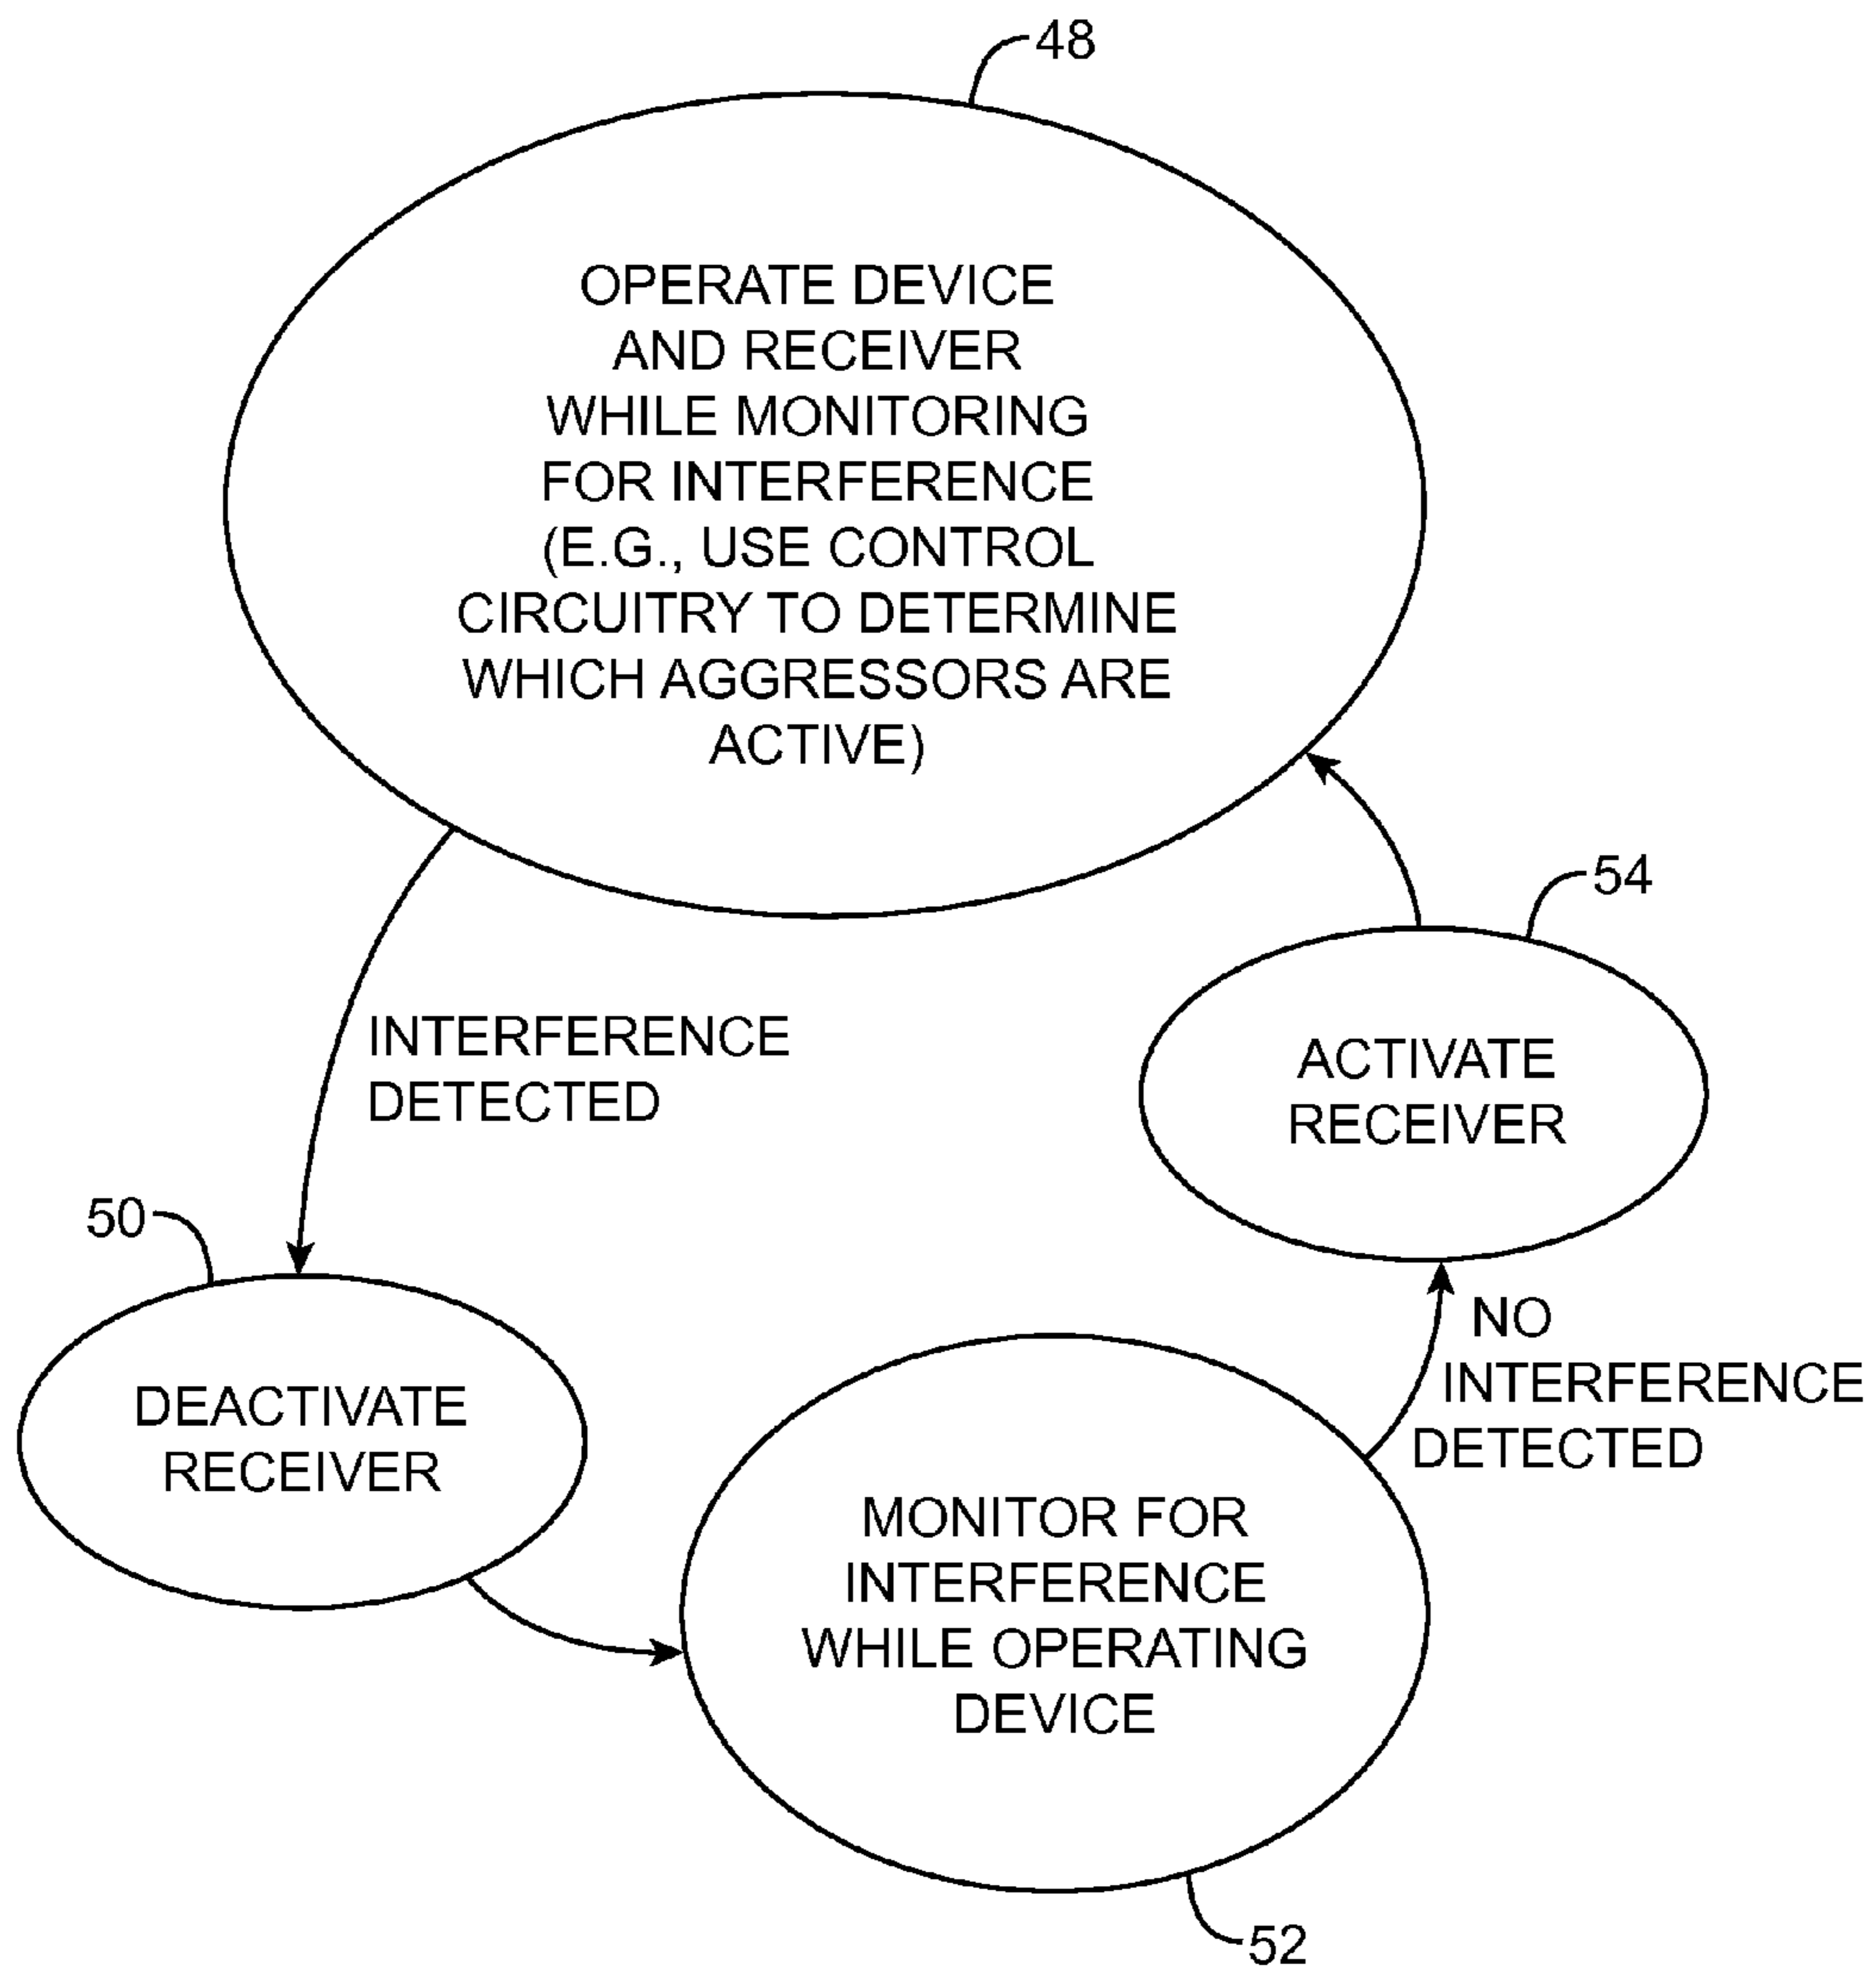 48
OPERATE DEVICE
AND RECEIVER
WHILE MONITORING
FOR INTERFERENCE
(E.G., USE CONTROL
CIRCUITRY TO DETERMINE
WHICH AGGRESSORS ARE
ACTIVE)
INTERFERENCE
DETECTED
50
DEACTIVATE
RECEIVER
MONITOR FOR
INTERFERENCE
WHILE OPERATING
DEVICE
52
NO
INTERFERENCE
DETECTED
54
ACTIVATE
RECEIVER